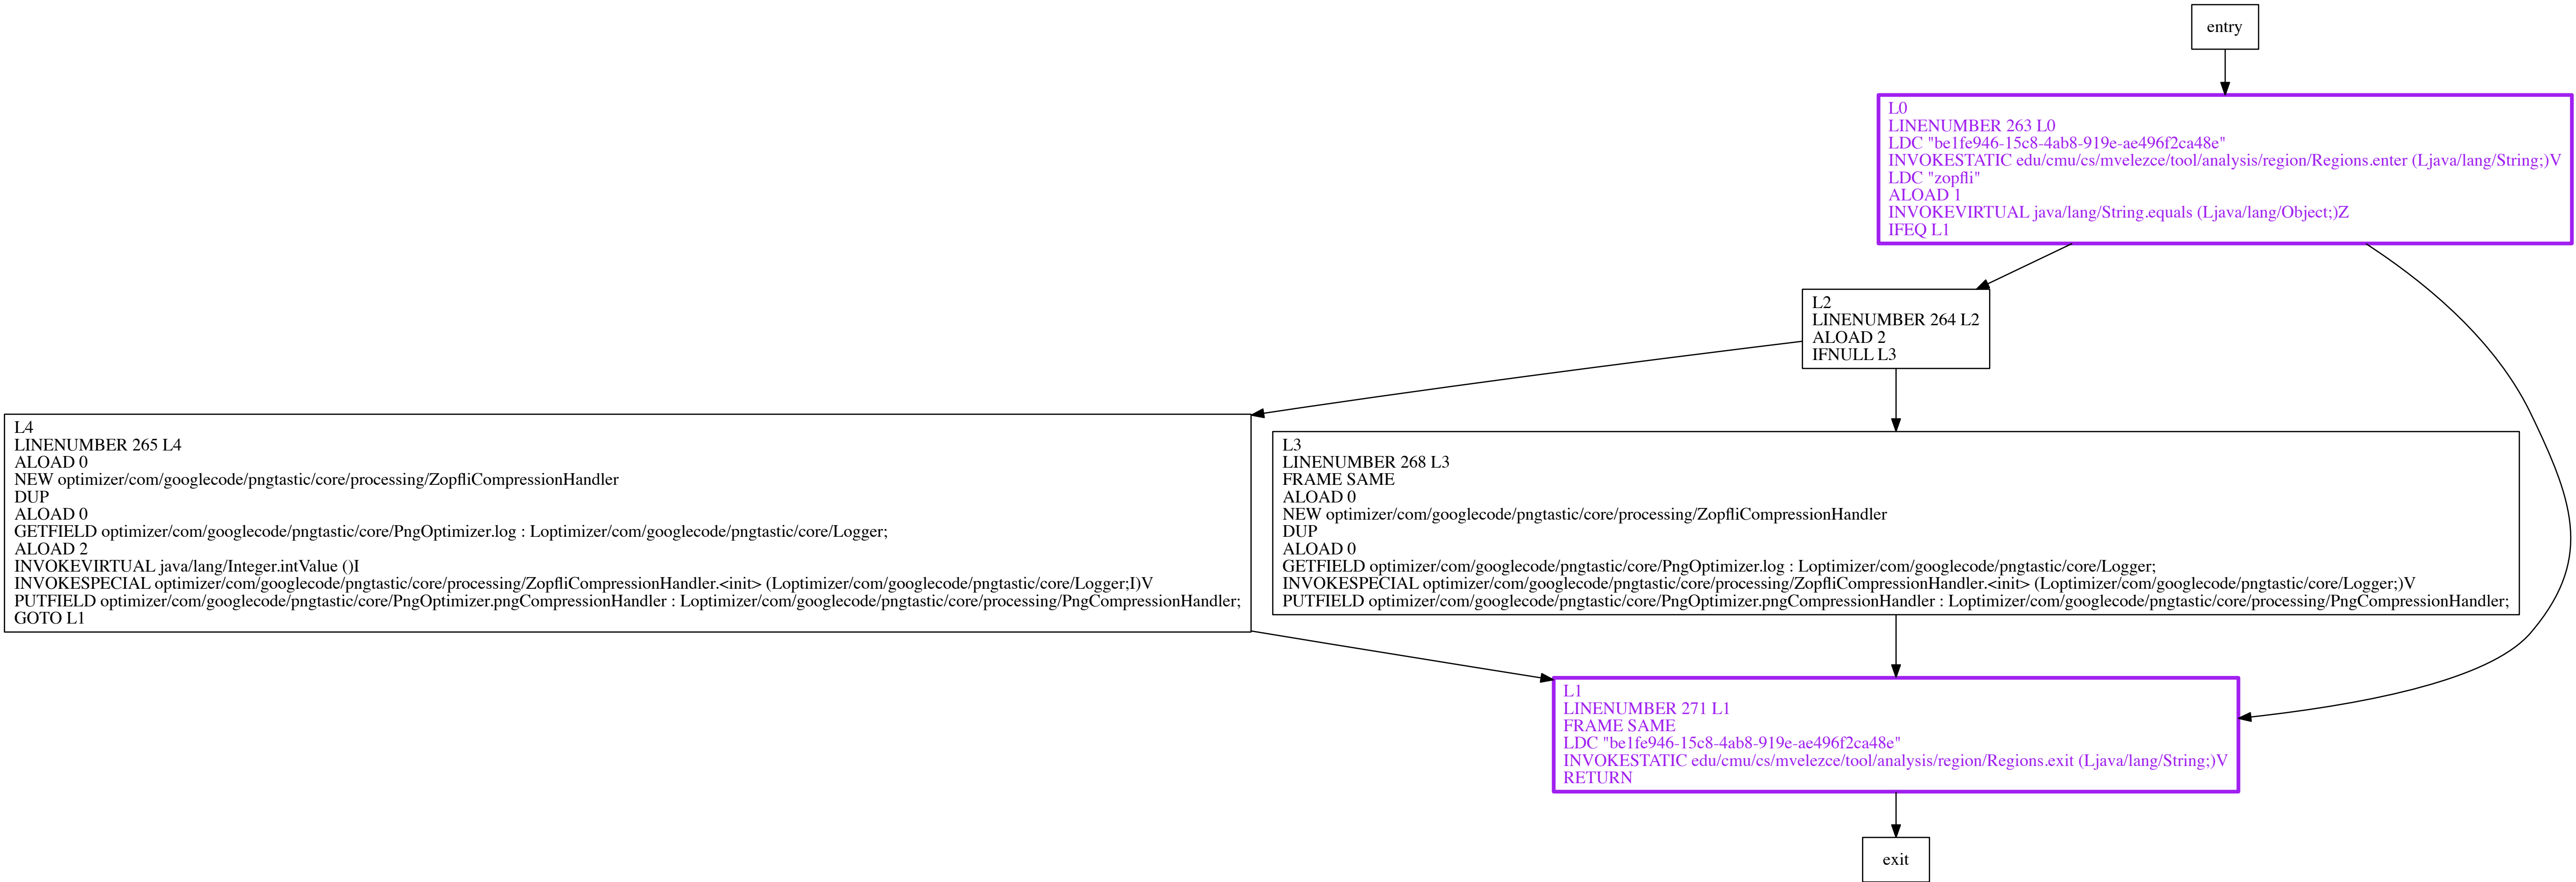 entry
L0
LINENUMBER 263 L0
LDC "be1fe946-15c8-4ab8-919e-ae496f2ca48e"
INVOKESTATIC edu/cmu/cs/mvelezce/tool/analysis/region/Regions.enter (Ljava/lang/String;)V
LDC "zopfli"
ALOAD 1
INVOKEVIRTUAL java/lang/String.equals (Ljava/lang/Object;)Z
IFEQ L1
L2
LINENUMBER 264 L2
ALOAD 2
IFNULL L3
L4
LINENUMBER 265 L4
ALOAD 0
NEW optimizer/com/googlecode/pngtastic/core/processing/ZopfliCompressionHandler
DUP
ALOAD 0
GETFIELD optimizer/com/googlecode/pngtastic/core/PngOptimizer.log : Loptimizer/com/googlecode/pngtastic/core/Logger;
ALOAD 2
INVOKEVIRTUAL java/lang/Integer.intValue ()I
INVOKESPECIAL optimizer/com/googlecode/pngtastic/core/processing/ZopfliCompressionHandler.<init> (Loptimizer/com/googlecode/pngtastic/core/Logger;I)V
PUTFIELD optimizer/com/googlecode/pngtastic/core/PngOptimizer.pngCompressionHandler : Loptimizer/com/googlecode/pngtastic/core/processing/PngCompressionHandler;
GOTO L1
L3
LINENUMBER 268 L3
FRAME SAME
ALOAD 0
NEW optimizer/com/googlecode/pngtastic/core/processing/ZopfliCompressionHandler
DUP
ALOAD 0
GETFIELD optimizer/com/googlecode/pngtastic/core/PngOptimizer.log : Loptimizer/com/googlecode/pngtastic/core/Logger;
INVOKESPECIAL optimizer/com/googlecode/pngtastic/core/processing/ZopfliCompressionHandler.<init> (Loptimizer/com/googlecode/pngtastic/core/Logger;)V
PUTFIELD optimizer/com/googlecode/pngtastic/core/PngOptimizer.pngCompressionHandler : Loptimizer/com/googlecode/pngtastic/core/processing/PngCompressionHandler;
L1
LINENUMBER 271 L1
FRAME SAME
LDC "be1fe946-15c8-4ab8-919e-ae496f2ca48e"
INVOKESTATIC edu/cmu/cs/mvelezce/tool/analysis/region/Regions.exit (Ljava/lang/String;)V
RETURN
exit